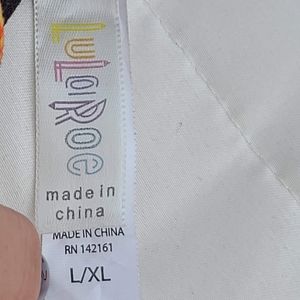 LuLaRoe
made in
china
MADE IN CHINA
RN 142161
L/XL